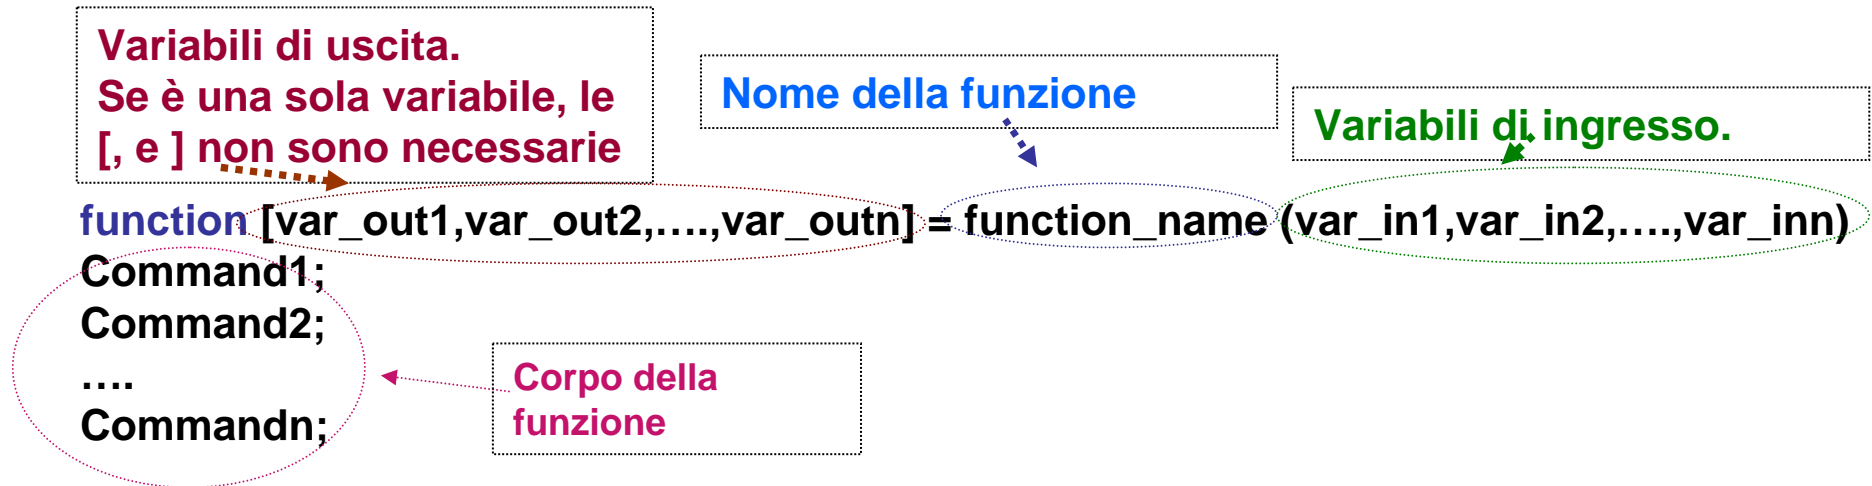 Variabili di uscita.
Se è una sola variabile, le
[, e ] non sono necessarie
Nome della funzione
Variabili di ingresso.
function [var_out1,var_out2,….,var_outn] = function_name (var_in1,var_in2,….,var_inn)
Command1;
Command2;
….
Commandn;
Corpo della
funzione